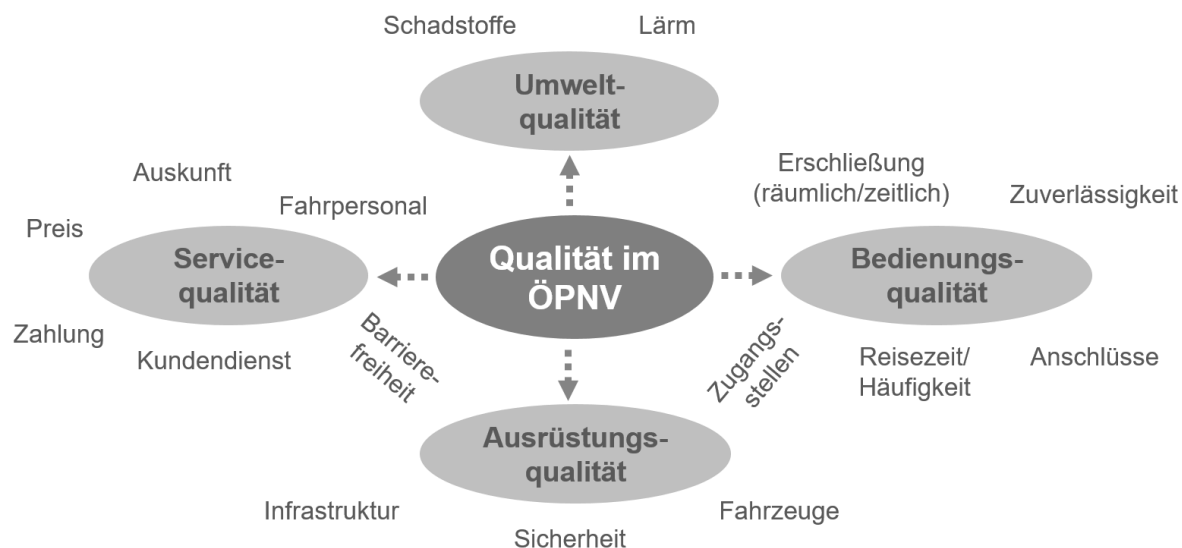 Schadstoffe
Lärm
Umwelt-
qualität
Auskunft
Fahrpersonal
Preis
Service-
qualität
Zahlung
Kundendienst
Barriere-
freiheit
Qualität im
ÖPNV
Erschließung
(räumlich/zeitlich)
Zuverlässigkeit
Bedienungs-
qualität
Zugangs-
stellen
Reisezeit/
Häufigkeit
Anschlüsse
Ausrüstungs-
qualität
Infrastruktur
Sicherheit
Fahrzeuge